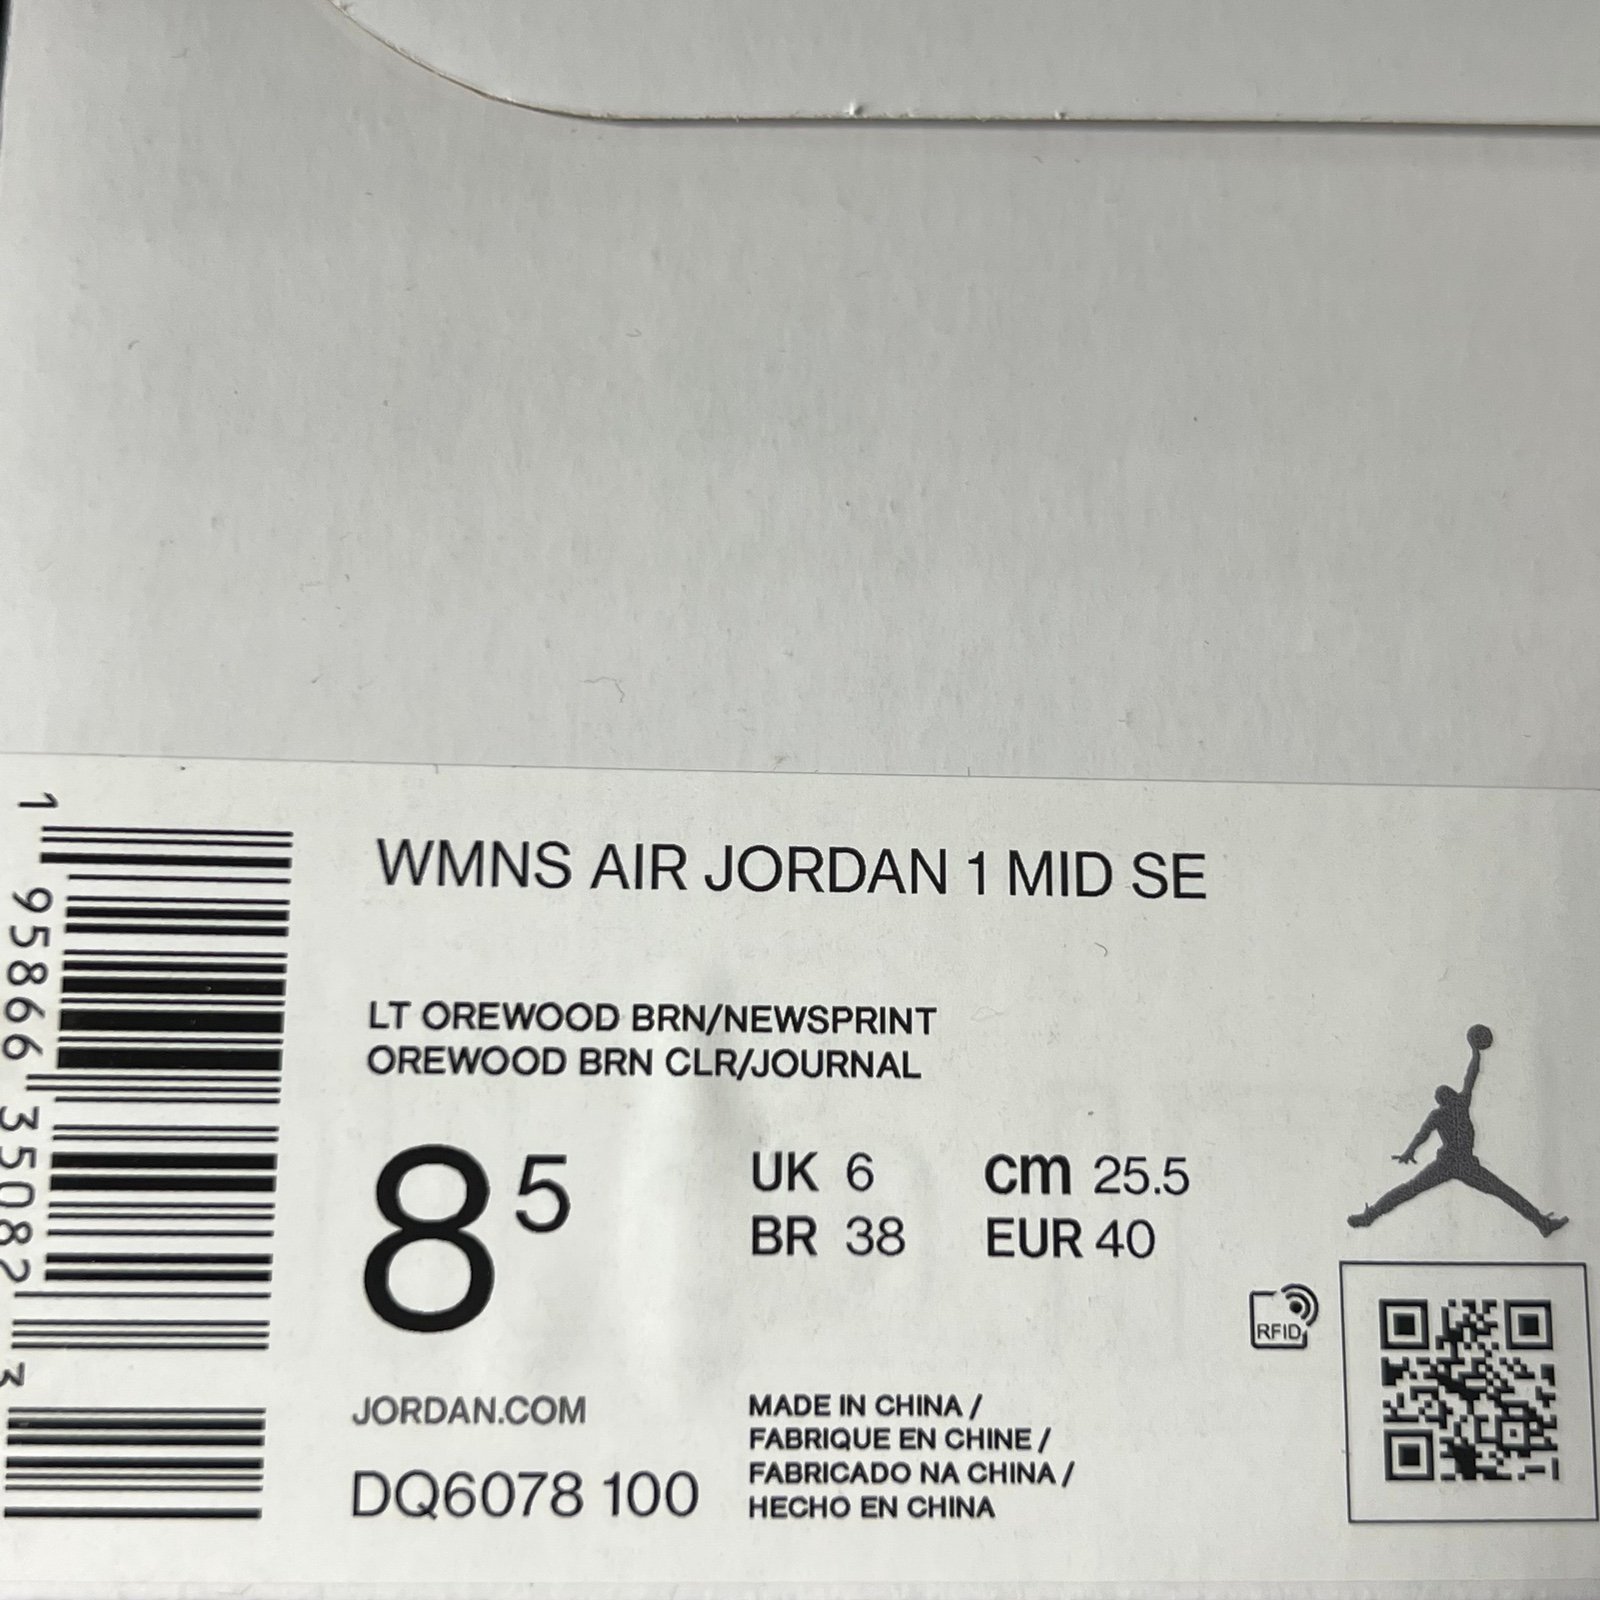 WMNS AIR JORDAN 1 MID SE
LT OREWOOD BRN/NEWSPRINT
OREWOOD BRN CLR/JOURNAL
8 5
UK 6 cm 25.5
BR 38 EUR 40
RFID
JORDAN.COM
DQ6078 100
MADE IN CHINA /
FABRIQUE EN CHINE /
FABRICADO NA CHINA /
HECHO EN CHINA
1 95866 35082 3